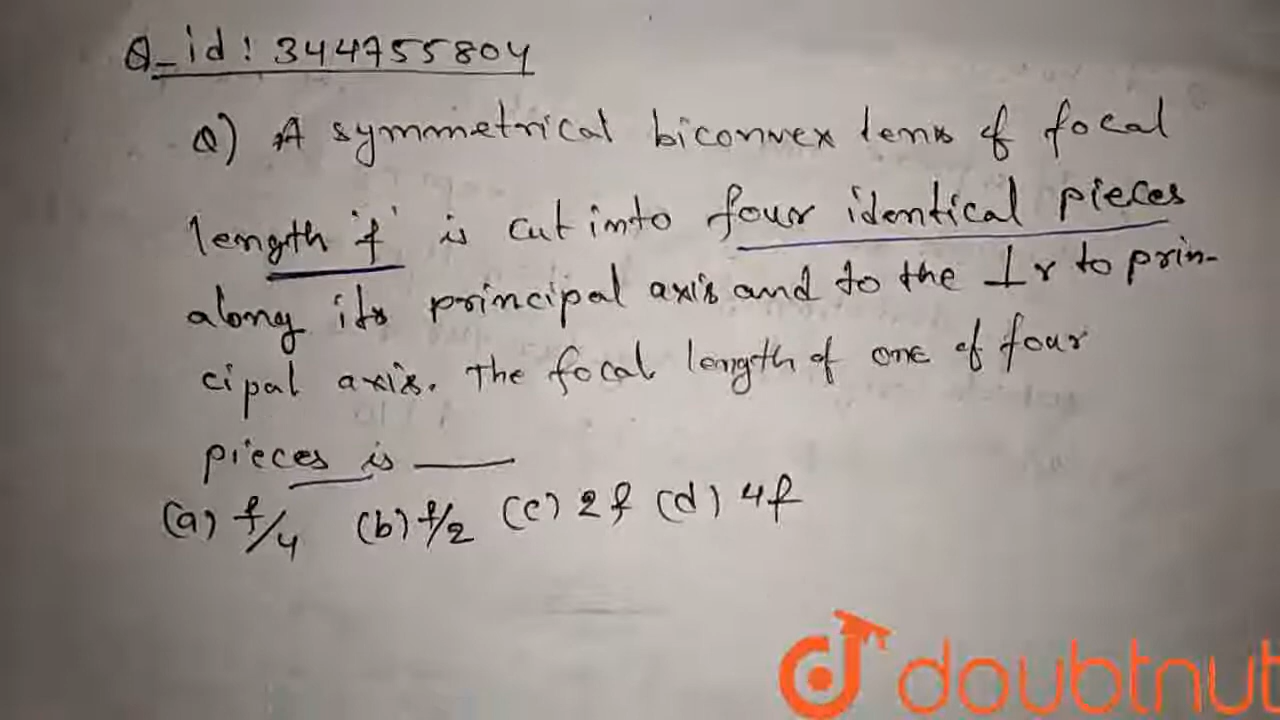 Q_id: 344755804
Q) A symmetrical biconvex lens of focal
length 'f' is cut into four identical pieces
along its principal axis and to the ⊥r to prin-
cipal axis. The focal length of one of four
pieces is ——
(a) f/4 (b) f/2 (c) 2f (d) 4f
doubtnut